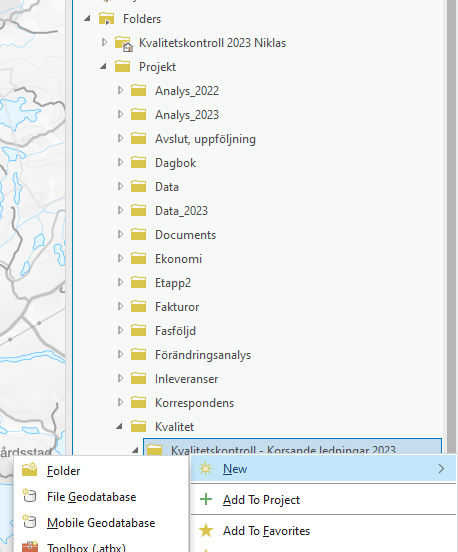 Folders
Kvalitetskontroll 2023 Niklas
Projekt
Analys_2022
Analys_2023
Avslut, uppföljning
Dagbok
Data
Data_2023
Documents
Ekonomi
Etapp2
Fakturor
Fasföljd
Förändringsanalys
Inleveranser
Korrespondens
Kvalitet
Kvalitetskontroll - Korsande ledningar 2023
årdsstad
Folder
File Geodatabase
Mobile Geodatabase
Toolbox (.atbx)
New
Add To Project
Add To Favorites